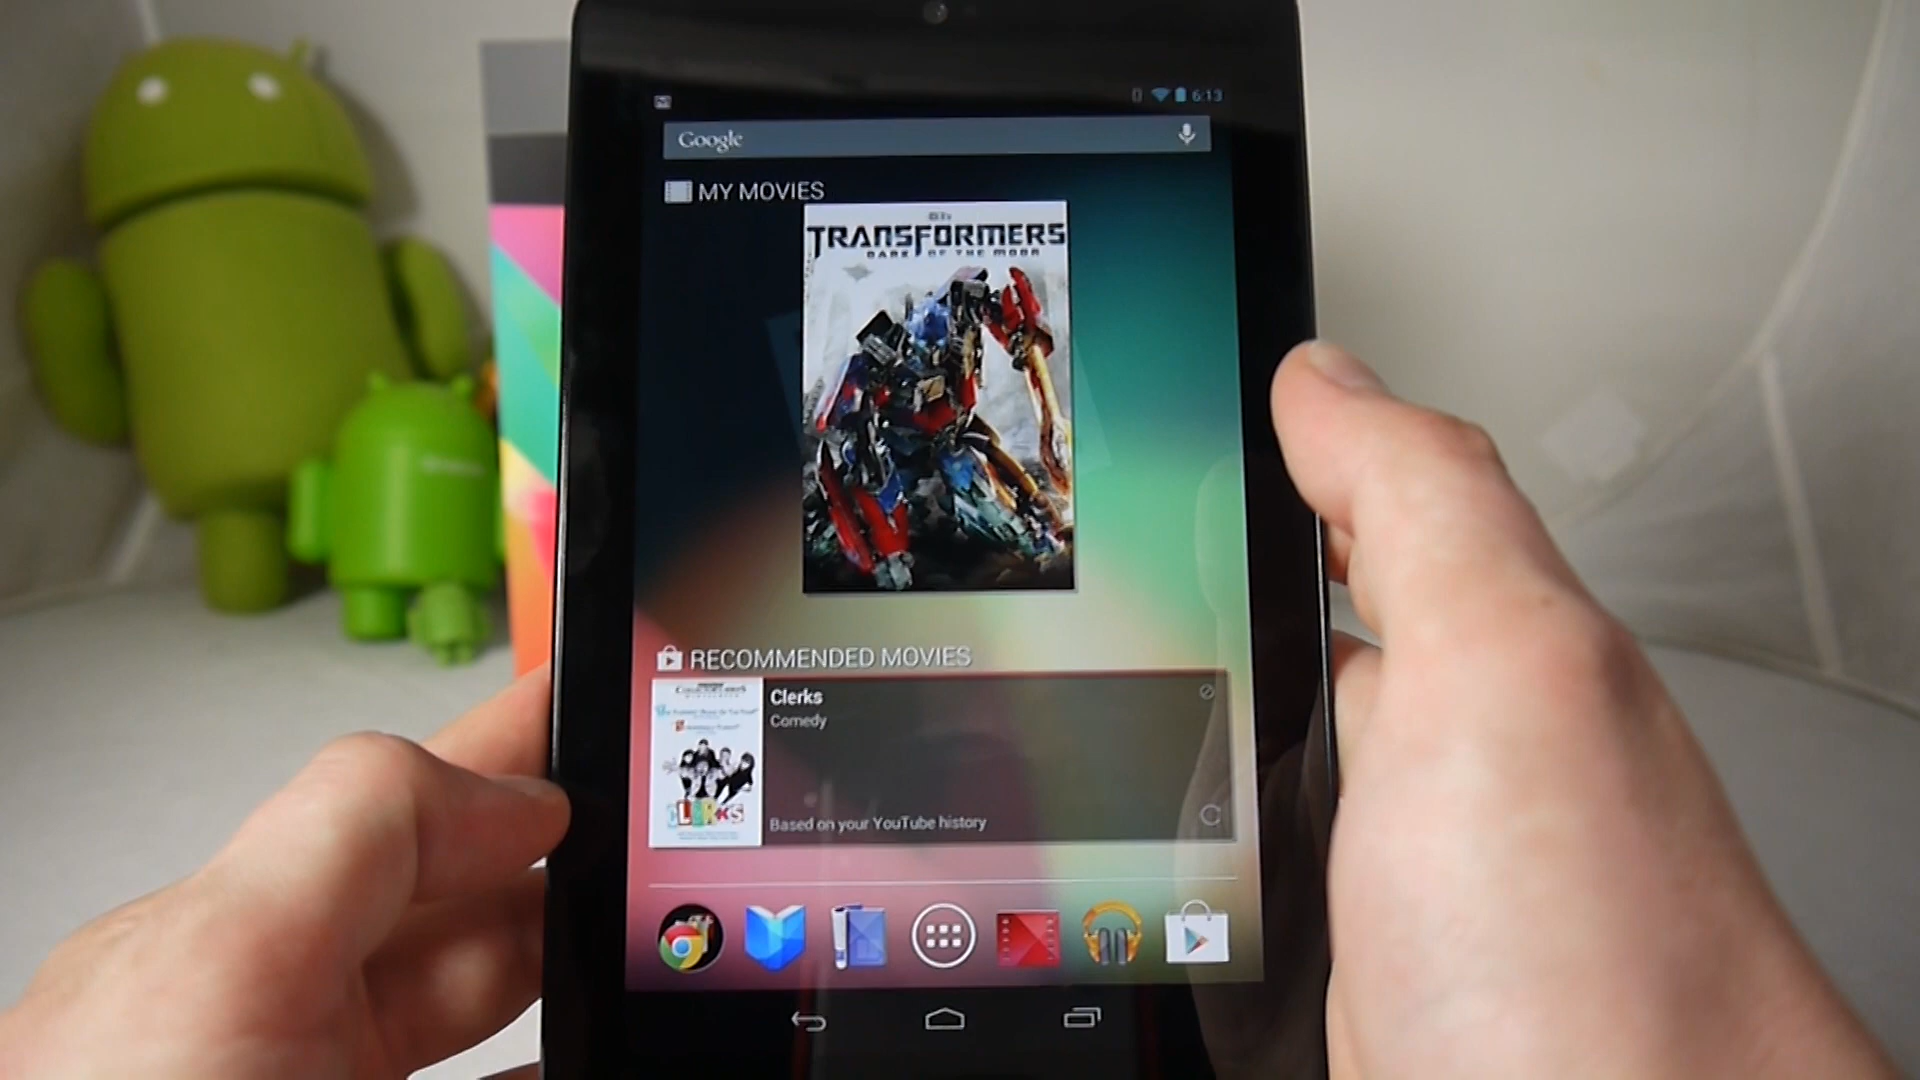 6:13
Google
MY MOVIES
TRANSFORMERS
DARK OF THE MOON
RECOMMENDED MOVIES
Clerks
Comedy
Based on your YouTube history
CLERKS